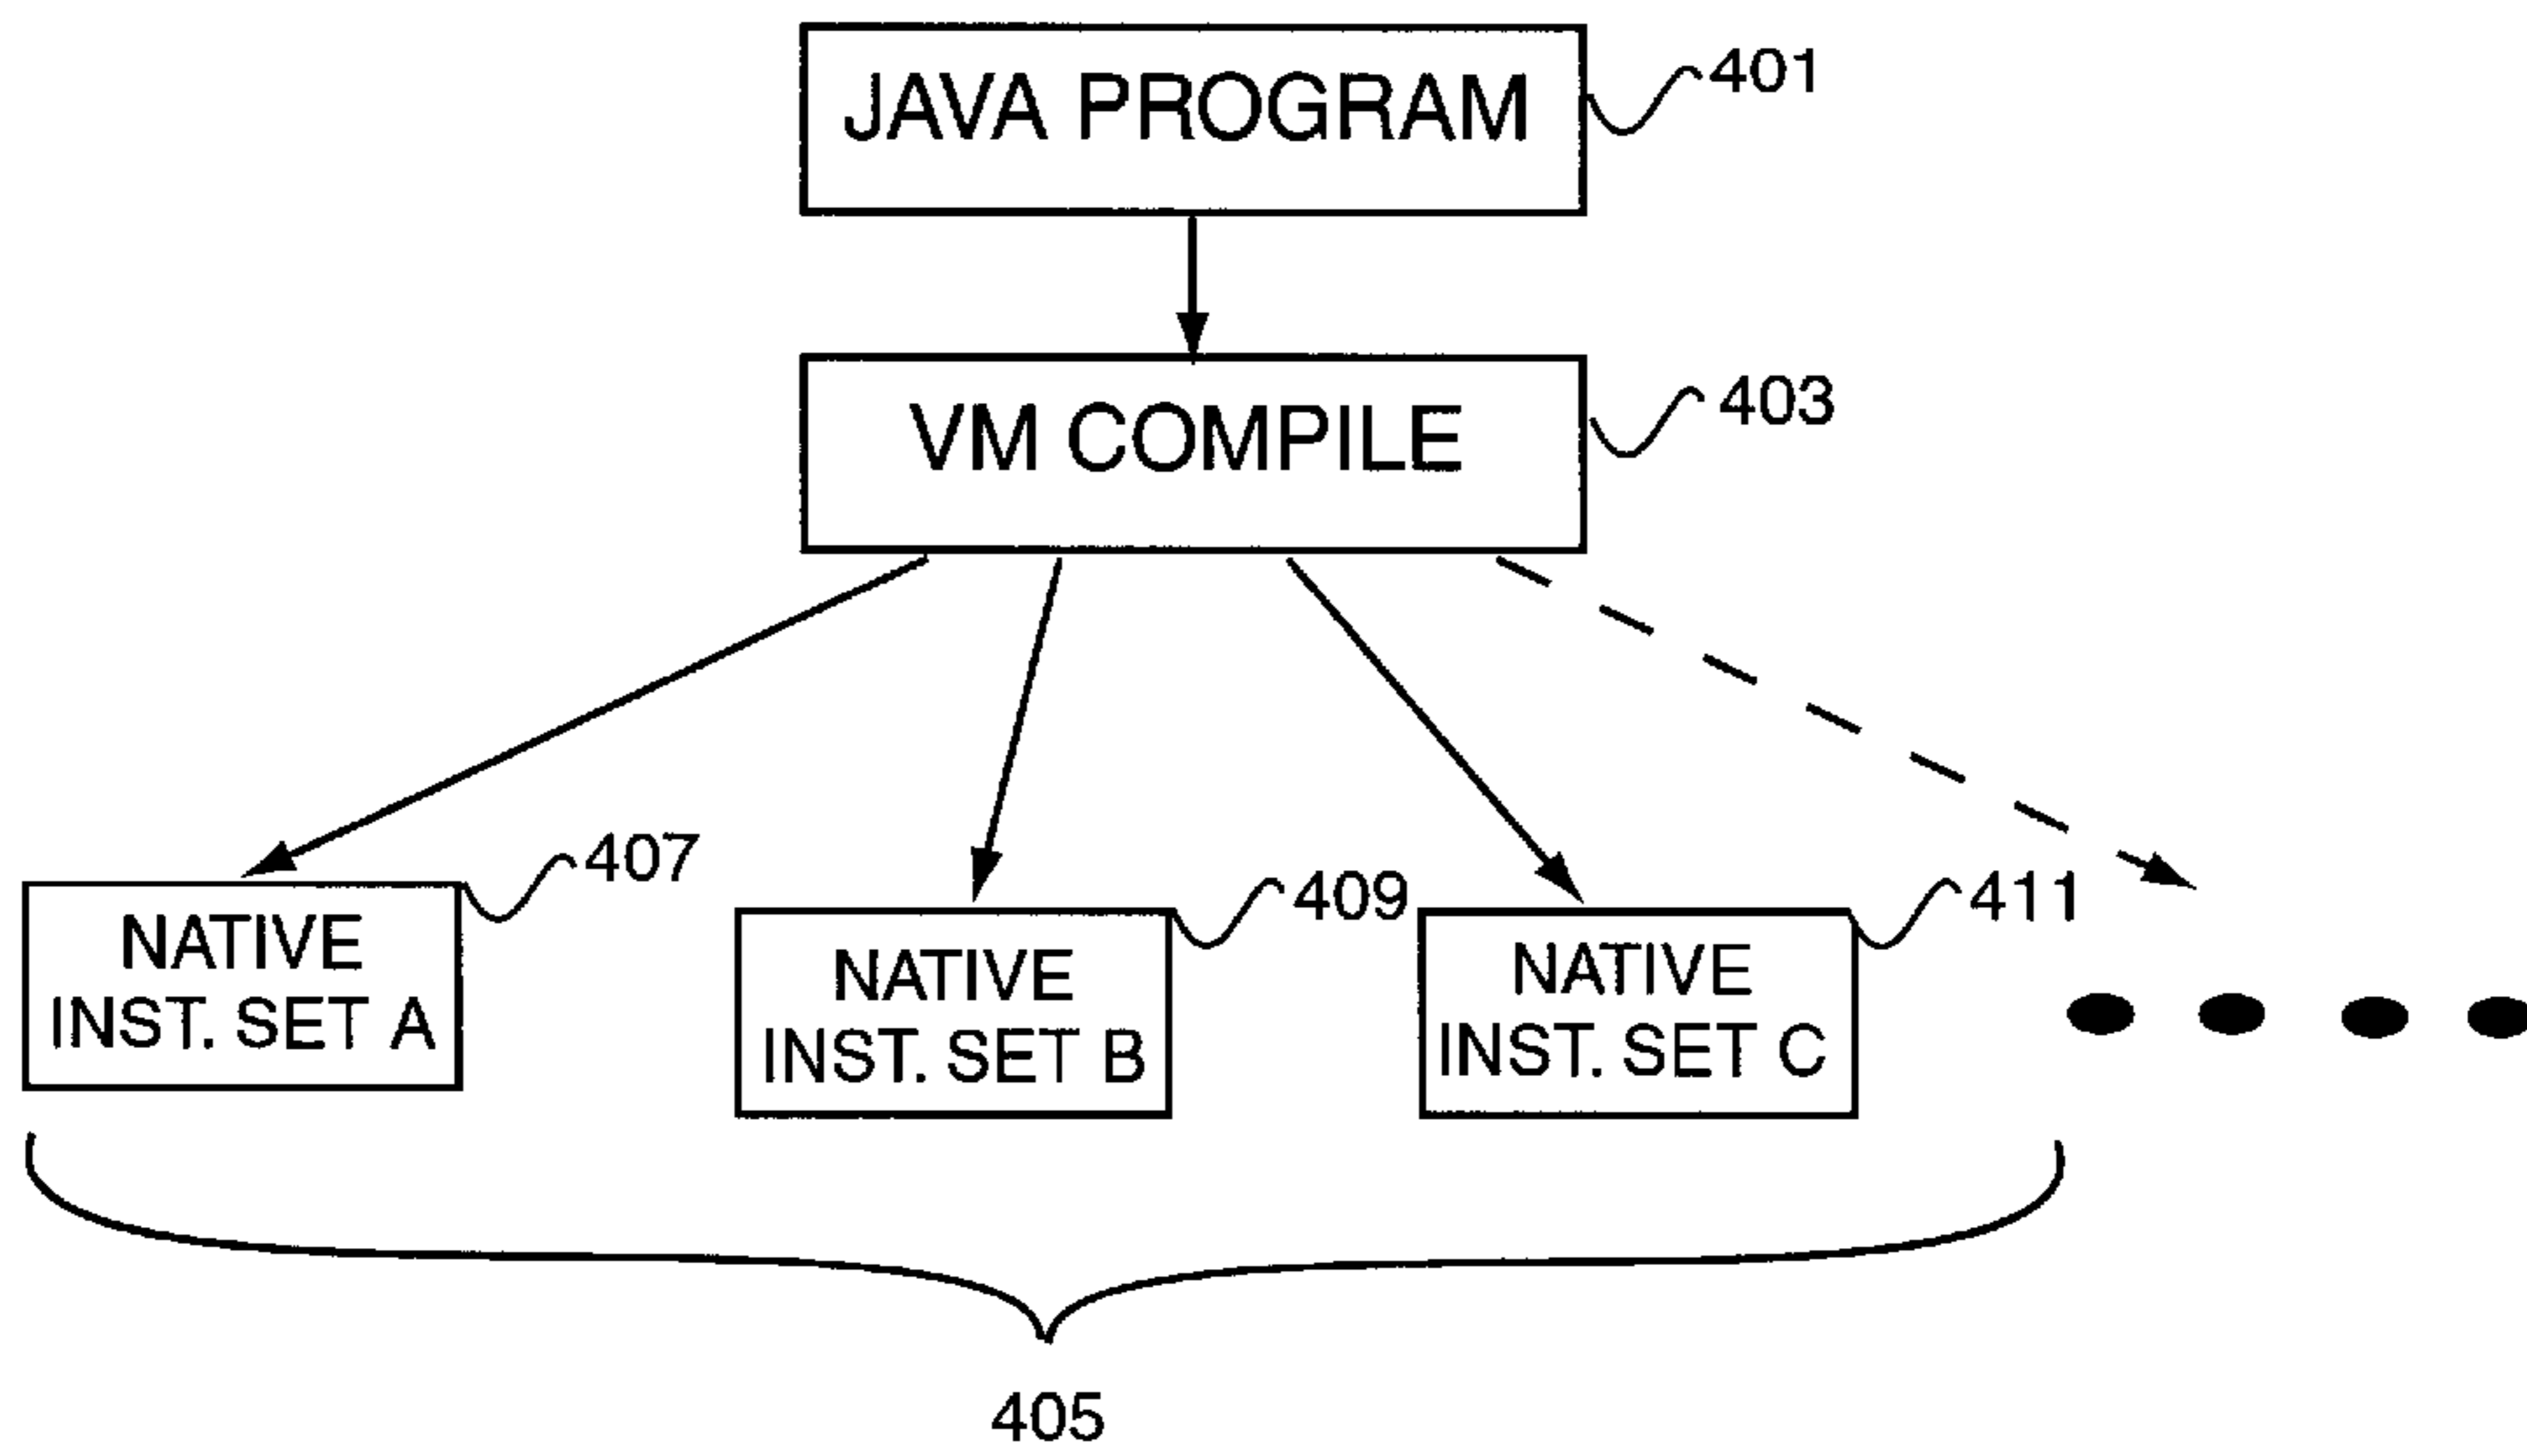 JAVA PROGRAM
401
VM COMPILE
403
407
NATIVE
INST. SET A
409
NATIVE
INST. SET B
411
NATIVE
INST. SET C
405